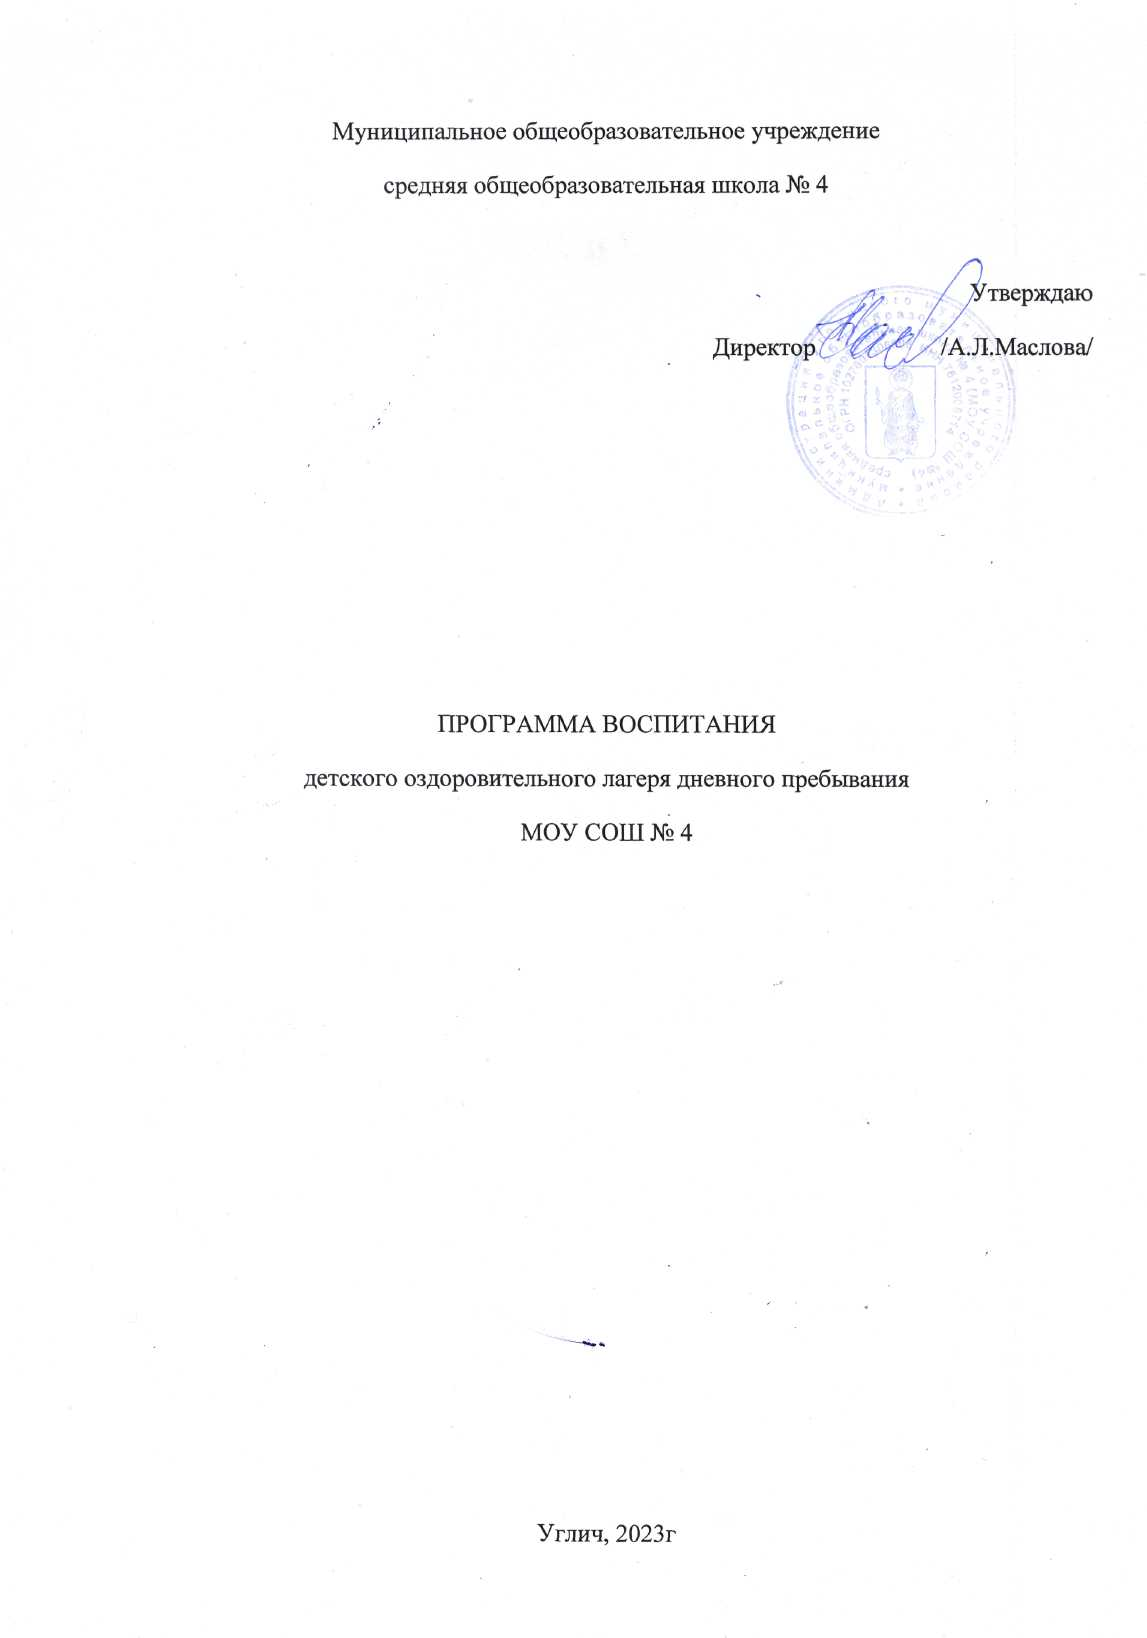 Муниципальное общеобразовательное учреждение
средняя общеобразовательная школа № 4
Утверждаю
Директор /А.Л.Маслова/
ПРОГРАММА ВОСПИТАНИЯ
детского оздоровительного лагеря дневного пребывания
МОУ СОШ № 4
Углич, 2023г